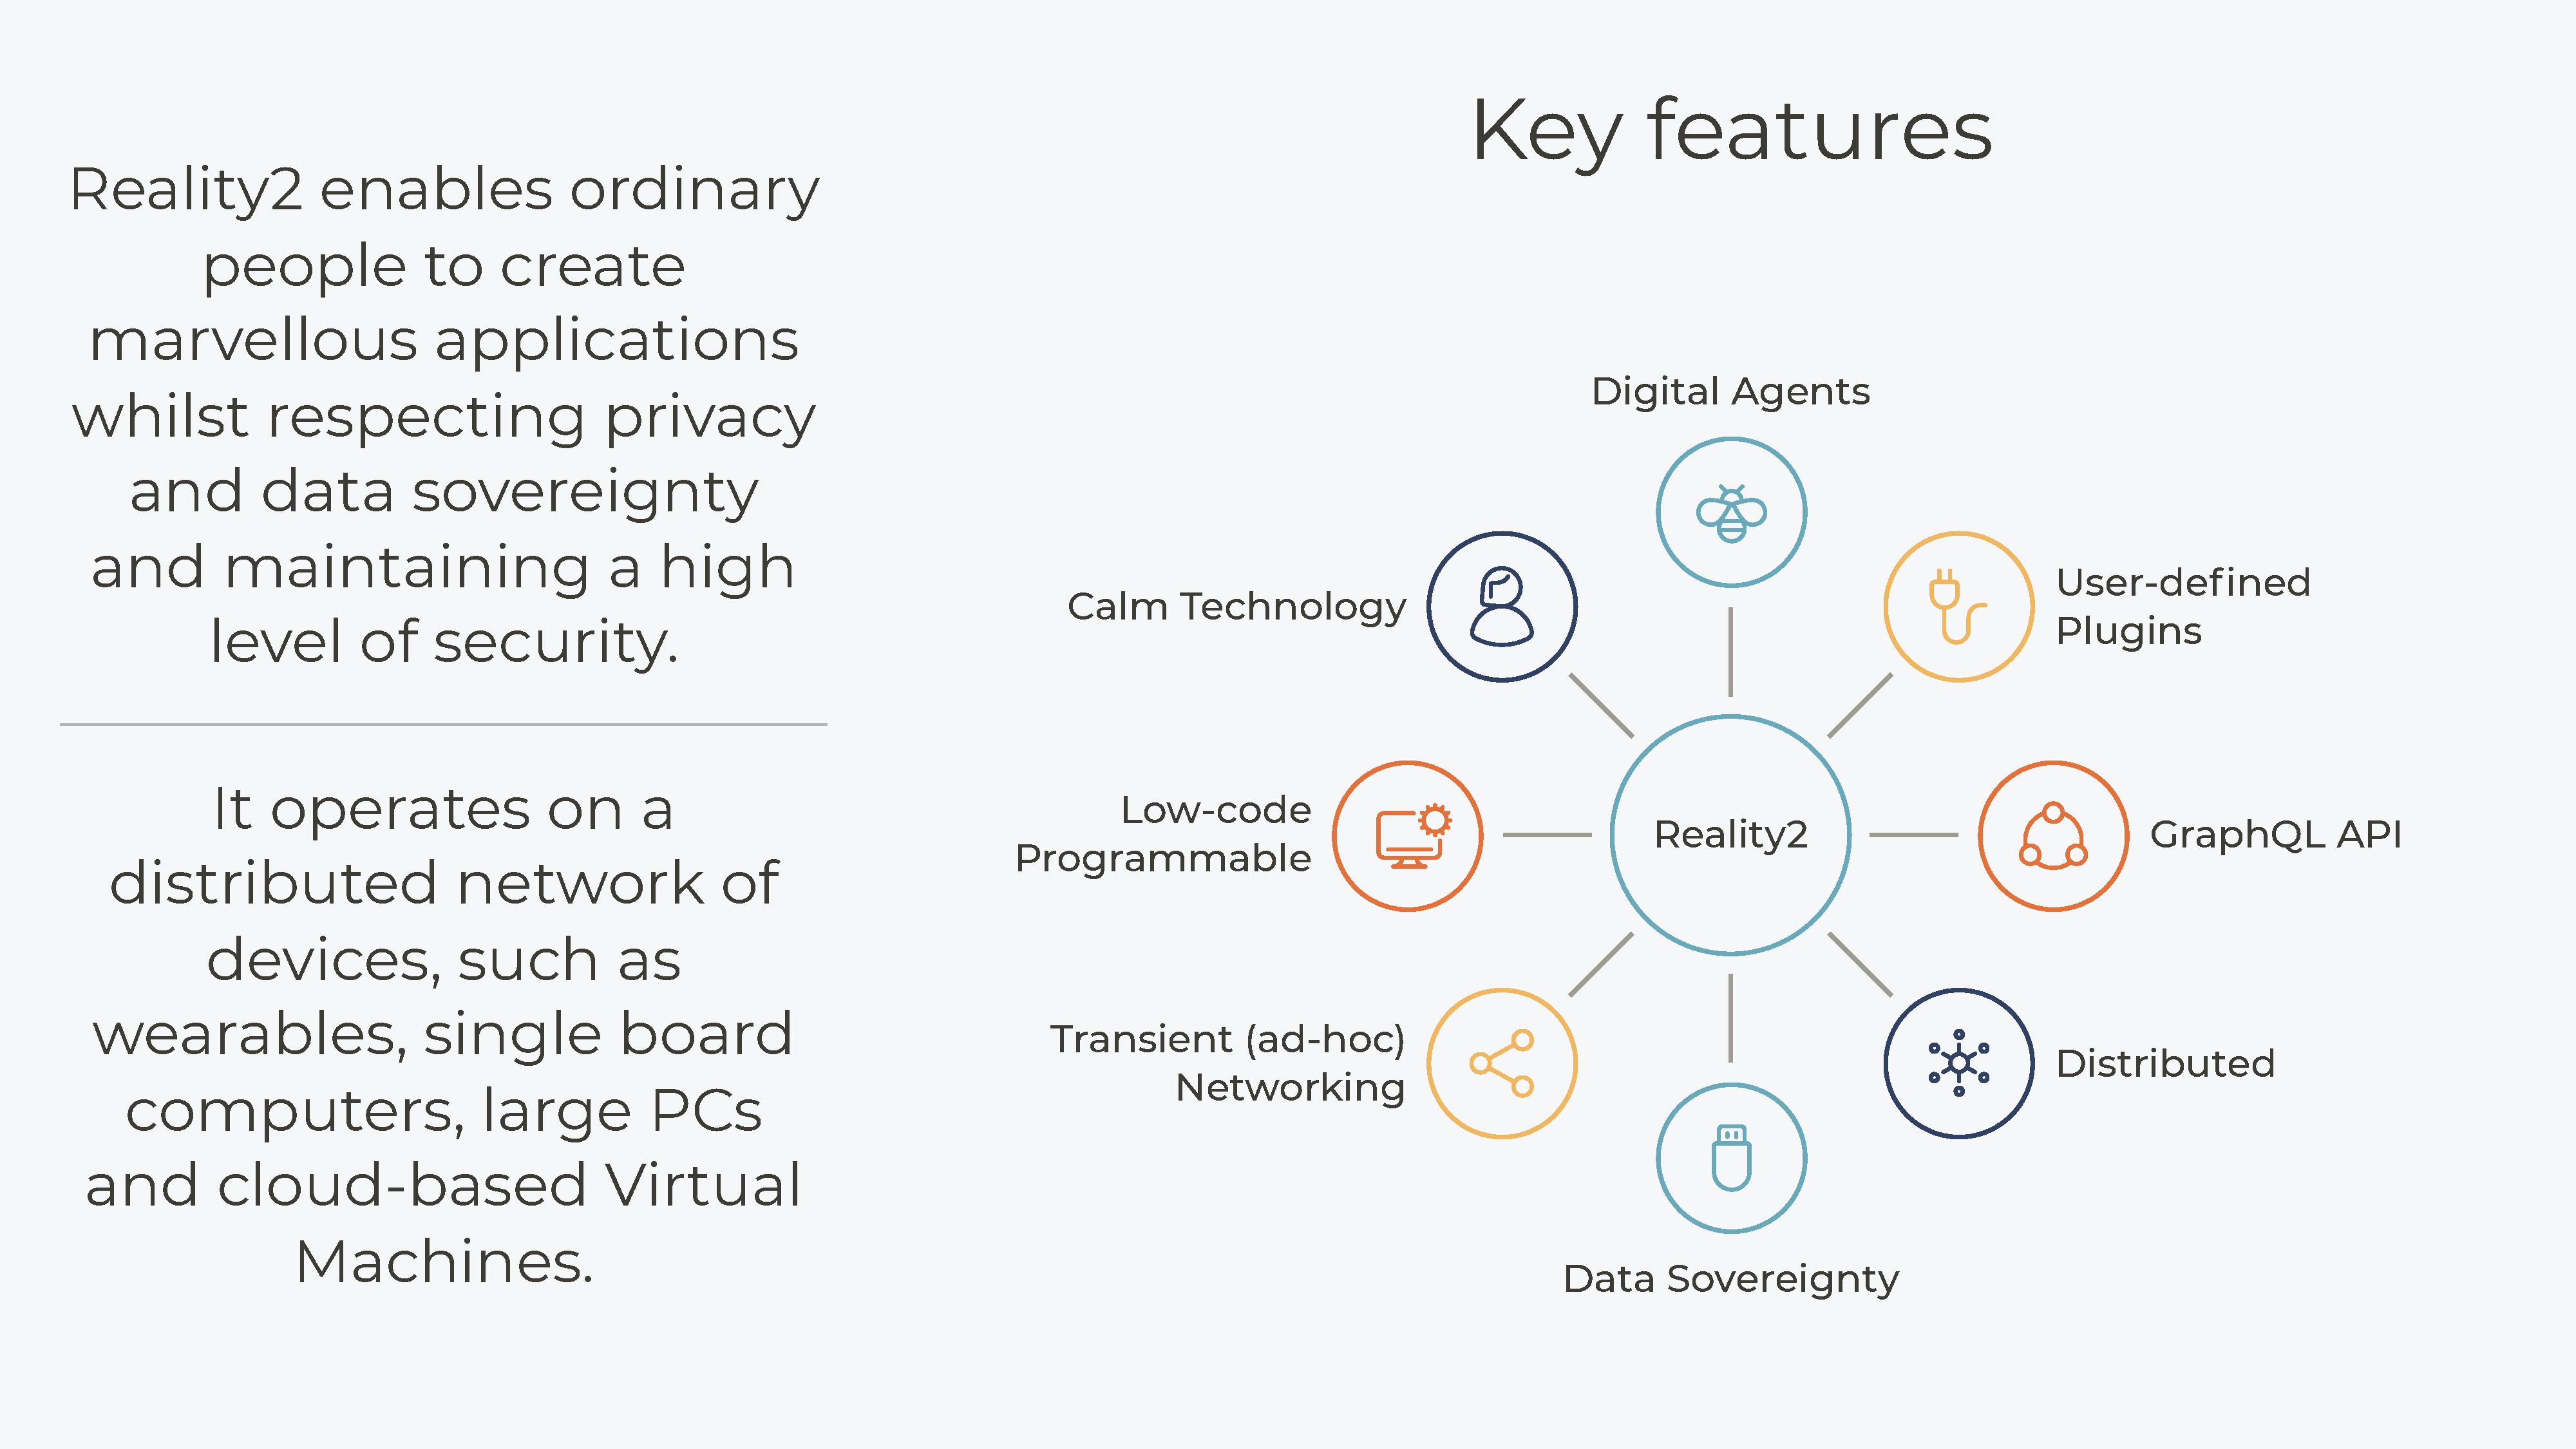 Reality2 enables ordinary
people to create
marvellous applications
whilst respecting privacy
and data sovereignty
and maintaining a high
level of security.
It operates on a
distributed network of
devices, such as
wearables, single board
computers, large PCs
and cloud-based Virtual
Machines.
Key features
Digital Agents
User-defined
Plugins
GraphQL API
Distributed
Data Sovereignty
Transient (ad-hoc)
Networking
Low-code
Programmable
Calm Technology
Reality2